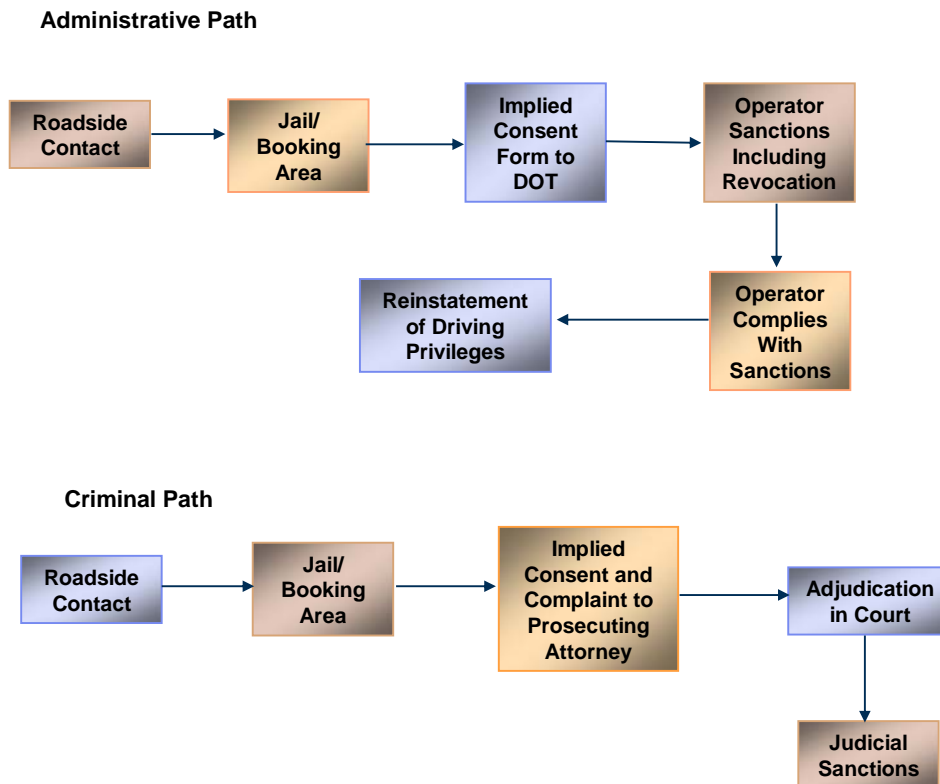 Administrative Path
Roadside
Contact
Jail/
Booking
Area
Implied
Consent
Form to
DOT
Operator
Sanctions
Including
Revocation
Operator
Complies
With
Sanctions
Reinstatement
of Driving
Privileges
Criminal Path
Roadside
Contact
Jail/
Booking
Area
Implied
Consent and
Complaint to
Prosecuting
Attorney
Adjudication
in Court
Judicial
Sanctions